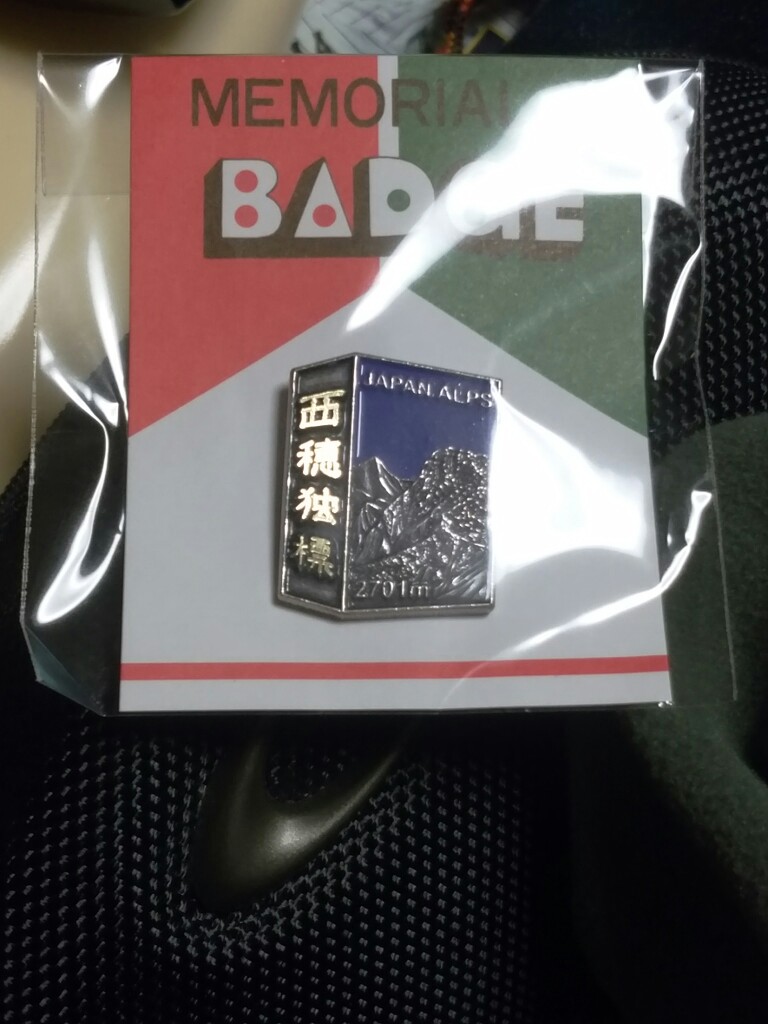 MEMORIAL
BADGE
JAPAN.ALPS
西穂独標
2701m